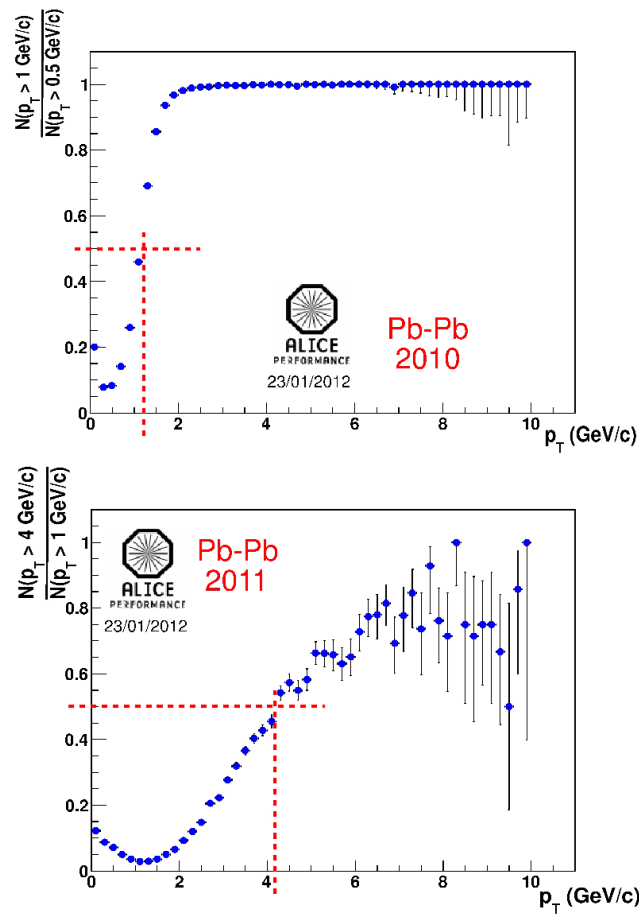 N(p_T > 1 GeV/c)
N(p_T > 0.5 GeV/c)
1
0.8
0.6
0.4
0.2
0
ALICE
PERFORMANCE
23/01/2012
Pb-Pb
2010
0 2 4 6 8 10
p_T (GeV/c)
N(p_T > 4 GeV/c)
N(p_T > 1 GeV/c)
1
0.8
0.6
0.4
0.2
0
ALICE
PERFORMANCE
23/01/2012
Pb-Pb
2011
0 2 4 6 8 10
p_T (GeV/c)